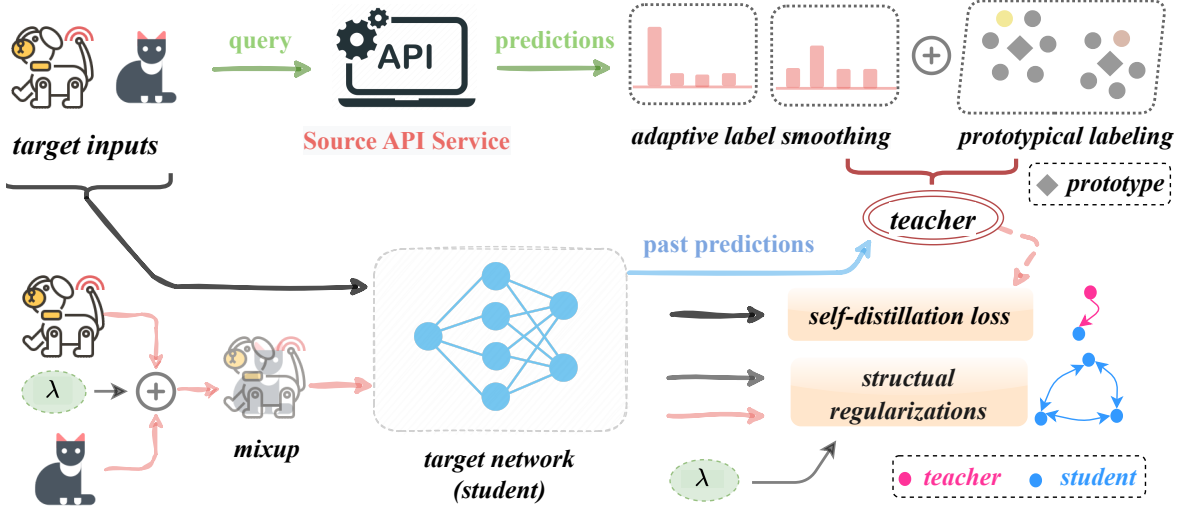 query
API
predictions
target inputs
Source API Service
adaptive label smoothing
prototypical labeling
prototype
teacher
past predictions
self-distillation loss
λ
mixup
target network
(student)
structual
regularizations
λ
teacher
student